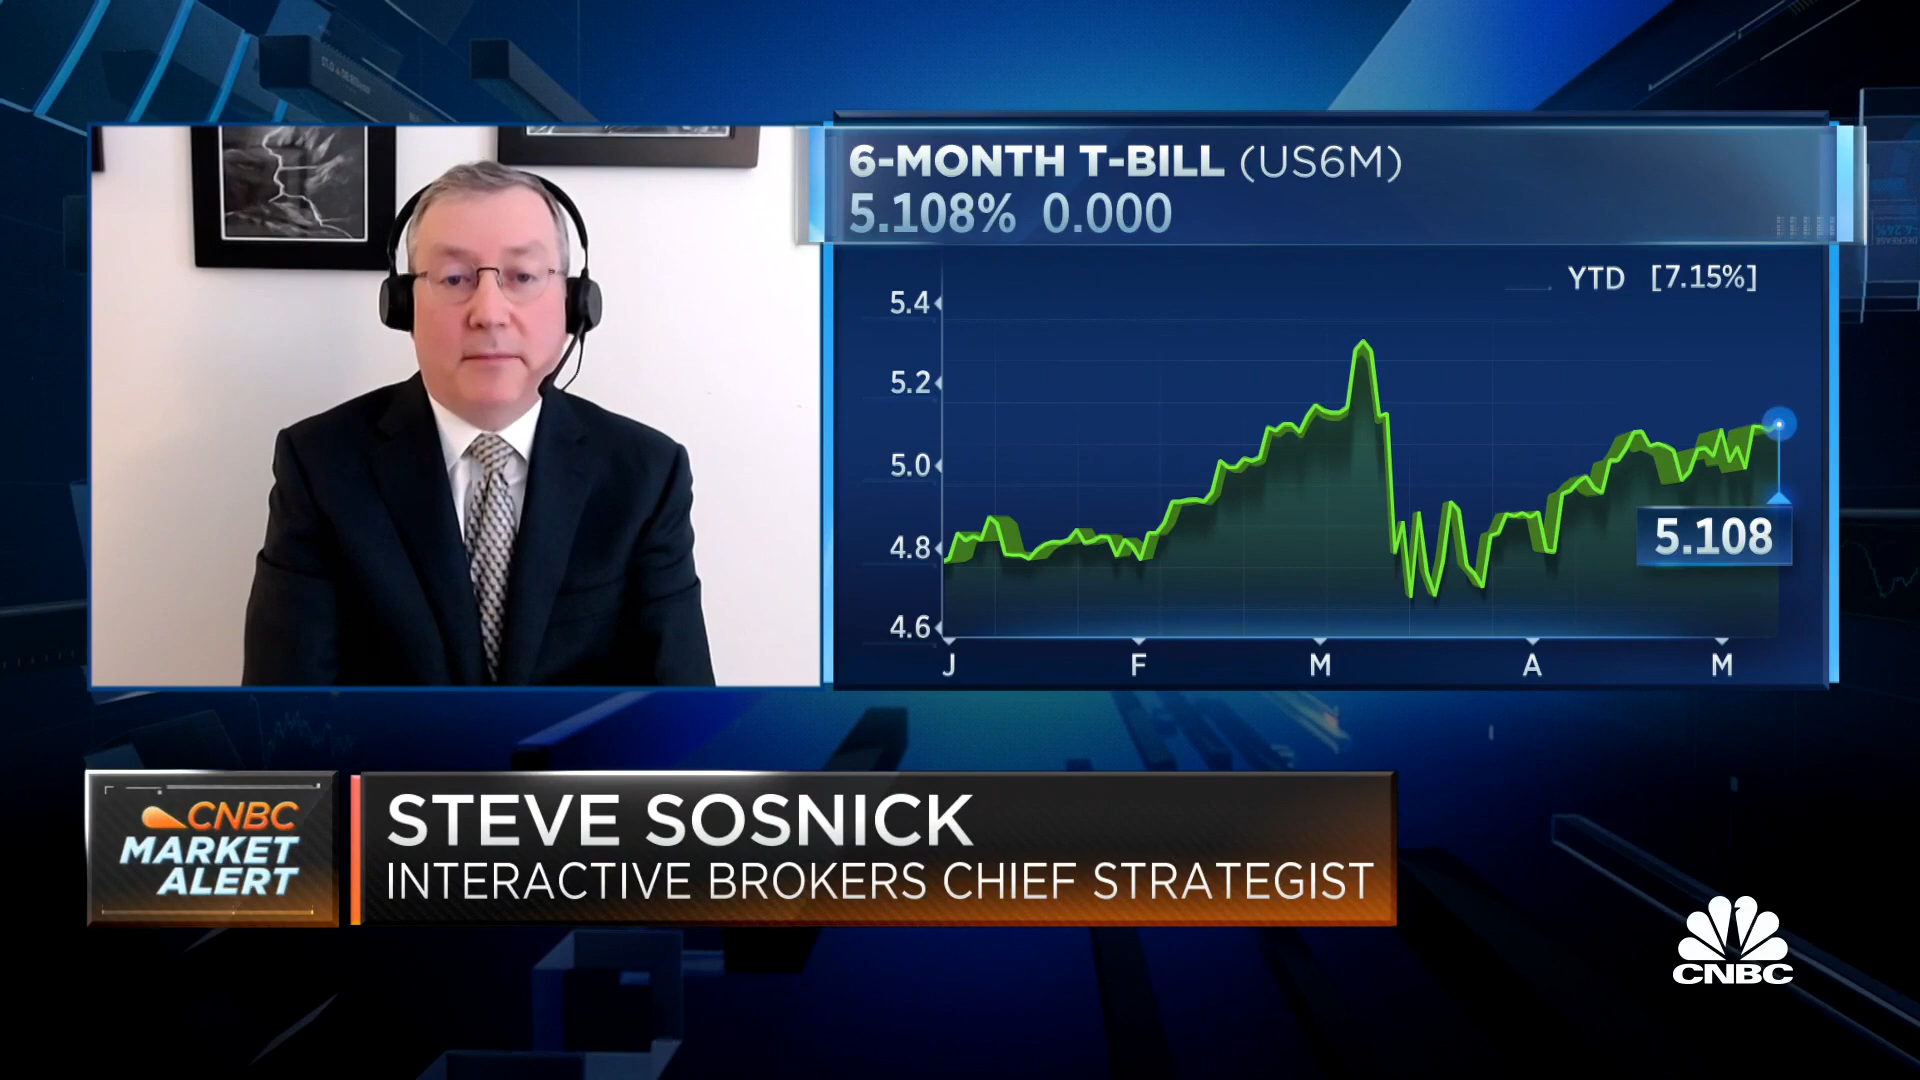 6-MONTH T-BILL (US6M)
5.108% 0.000
YTD [7.15%]
5.4
5.2
5.0
4.8
4.6
5.108
J F M A M
CNBC
MARKET
ALERT
STEVE SOSNICK
INTERACTIVE BROKERS CHIEF STRATEGIST
CNBC